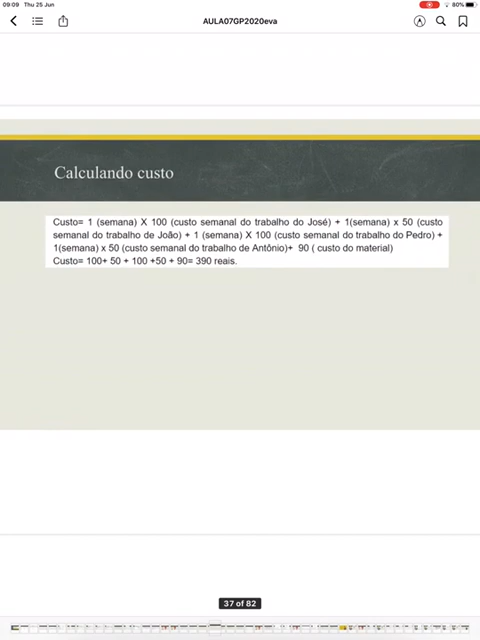 09:09 Thu 25 Jun
80%
AULA07GP2020eva
Calculando custo
Custo= 1 (semana) X 100 (custo semanal do trabalho do José) + 1(semana) x 50 (custo
semanal do trabalho de João) + 1 (semana) X 100 (custo semanal do trabalho do Pedro) +
1(semana) x 50 (custo semanal do trabalho de Antônio)+ 90 ( custo do material)
Custo= 100+ 50 + 100 +50 + 90= 390 reais.
37 of 82